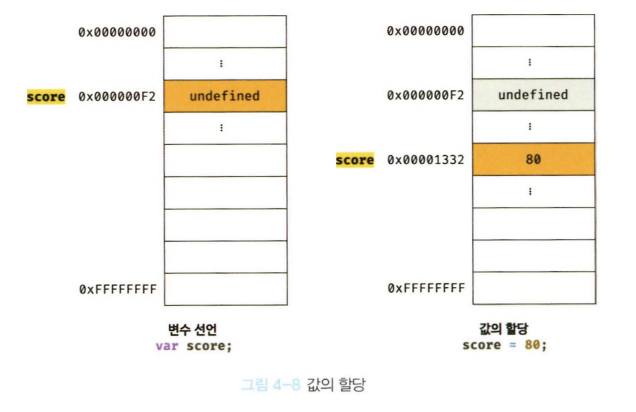 0x00000000
⋮
score 0x000000F2 undefined
⋮
0xFFFFFFFF
변수 선언
var score;
0x00000000
⋮
0x000000F2 undefined
⋮
score 0x00001332 80
⋮
0xFFFFFFFF
값의 할당
score = 80;
그림 4-8 값의 할당